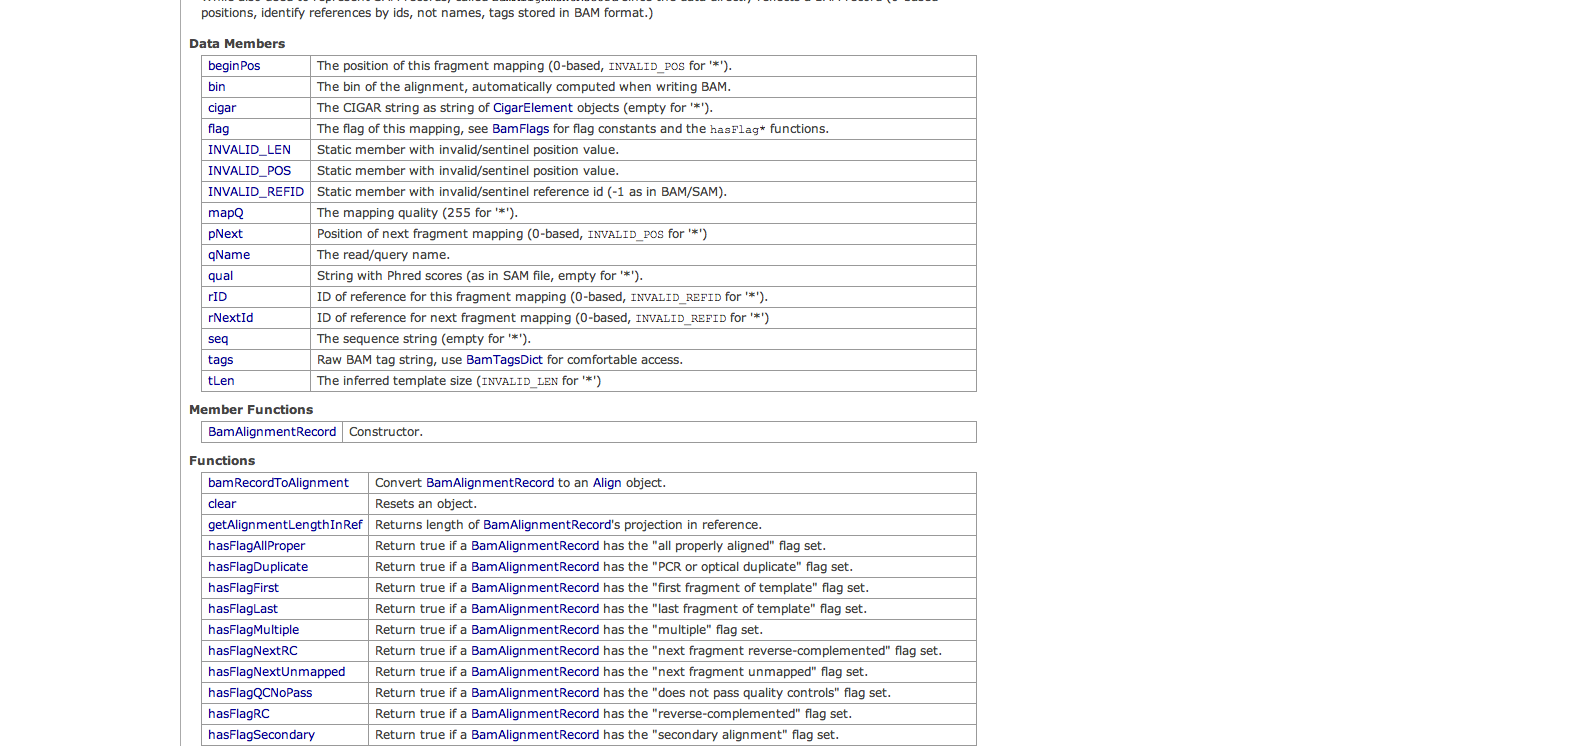 positions, identify references by ids, not names, tags stored in BAM format.)
Data Members
beginPos The position of this fragment mapping (0-based, INVALID_POS for '*').
bin The bin of the alignment, automatically computed when writing BAM.
cigar The CIGAR string as string of CigarElement objects (empty for '*').
flag The flag of this mapping, see BamFlags for flag constants and the hasFlag* functions.
INVALID_LEN Static member with invalid/sentinel position value.
INVALID_POS Static member with invalid/sentinel position value.
INVALID_REFID Static member with invalid/sentinel reference id (-1 as in BAM/SAM).
mapQ The mapping quality (255 for '*').
pNext Position of next fragment mapping (0-based, INVALID_POS for '*')
qName The read/query name.
qual String with Phred scores (as in SAM file, empty for '*').
rID ID of reference for this fragment mapping (0-based, INVALID_REFID for '*').
rNextId ID of reference for next fragment mapping (0-based, INVALID_REFID for '*')
seq The sequence string (empty for '*').
tags Raw BAM tag string, use BamTagsDict for comfortable access.
tLen The inferred template size (INVALID_LEN for '*')
Member Functions
BamAlignmentRecord Constructor.
Functions
bamRecordToAlignment Convert BamAlignmentRecord to an Align object.
clear Resets an object.
getAlignmentLengthInRef Returns length of BamAlignmentRecord's projection in reference.
hasFlagAllProper Return true if a BamAlignmentRecord has the "all properly aligned" flag set.
hasFlagDuplicate Return true if a BamAlignmentRecord has the "PCR or optical duplicate" flag set.
hasFlagFirst Return true if a BamAlignmentRecord has the "first fragment of template" flag set.
hasFlagLast Return true if a BamAlignmentRecord has the "last fragment of template" flag set.
hasFlagMultiple Return true if a BamAlignmentRecord has the "multiple" flag set.
hasFlagNextRC Return true if a BamAlignmentRecord has the "next fragment reverse-complemented" flag set.
hasFlagNextUnmapped Return true if a BamAlignmentRecord has the "next fragment unmapped" flag set.
hasFlagQCNoPass Return true if a BamAlignmentRecord has the "does not pass quality controls" flag set.
hasFlagRC Return true if a BamAlignmentRecord has the "reverse-complemented" flag set.
hasFlagSecondary Return true if a BamAlignmentRecord has the "secondary alignment" flag set.